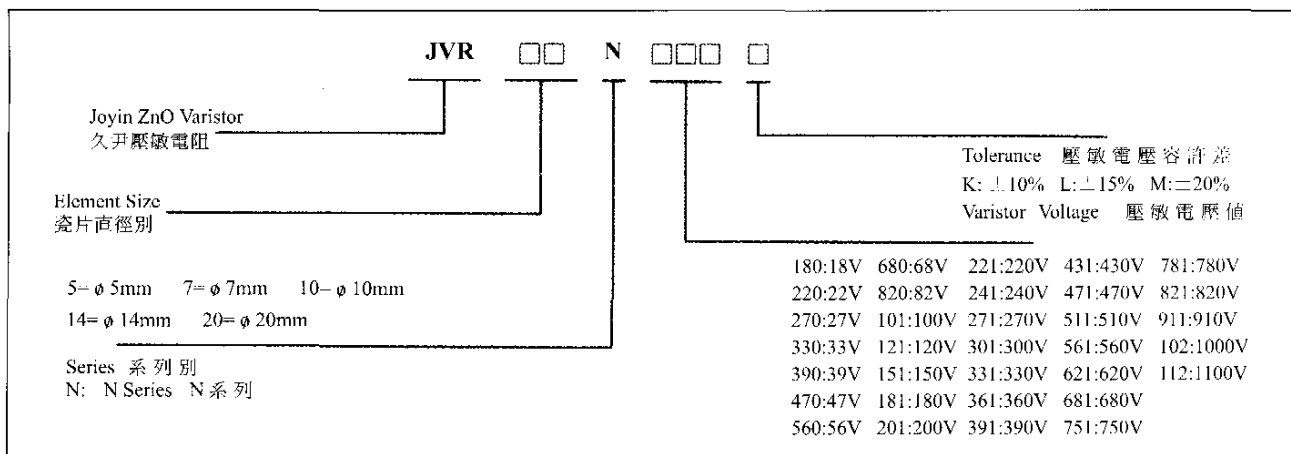 JVR □□ N □□□ □
Joyin ZnO Varistor
久尹壓敏電阻
Tolerance 壓敏電壓容許差
K: ±10% L: ±15% M: ±20%
Element Size
瓷片直徑別
Varistor Voltage 壓敏電壓值
5= ø 5mm 7= ø 7mm 10= ø 10mm
14= ø 14mm 20= ø 20mm
Series 系列別
N: N Series N系列
180:18V 680:68V 221:220V 431:430V 781:780V
220:22V 820:82V 241:240V 471:470V 821:820V
270:27V 101:100V 271:270V 511:510V 911:910V
330:33V 121:120V 301:300V 561:560V 102:1000V
390:39V 151:150V 331:330V 621:620V 112:1100V
470:47V 181:180V 361:360V 681:680V
560:56V 201:200V 391:390V 751:750V